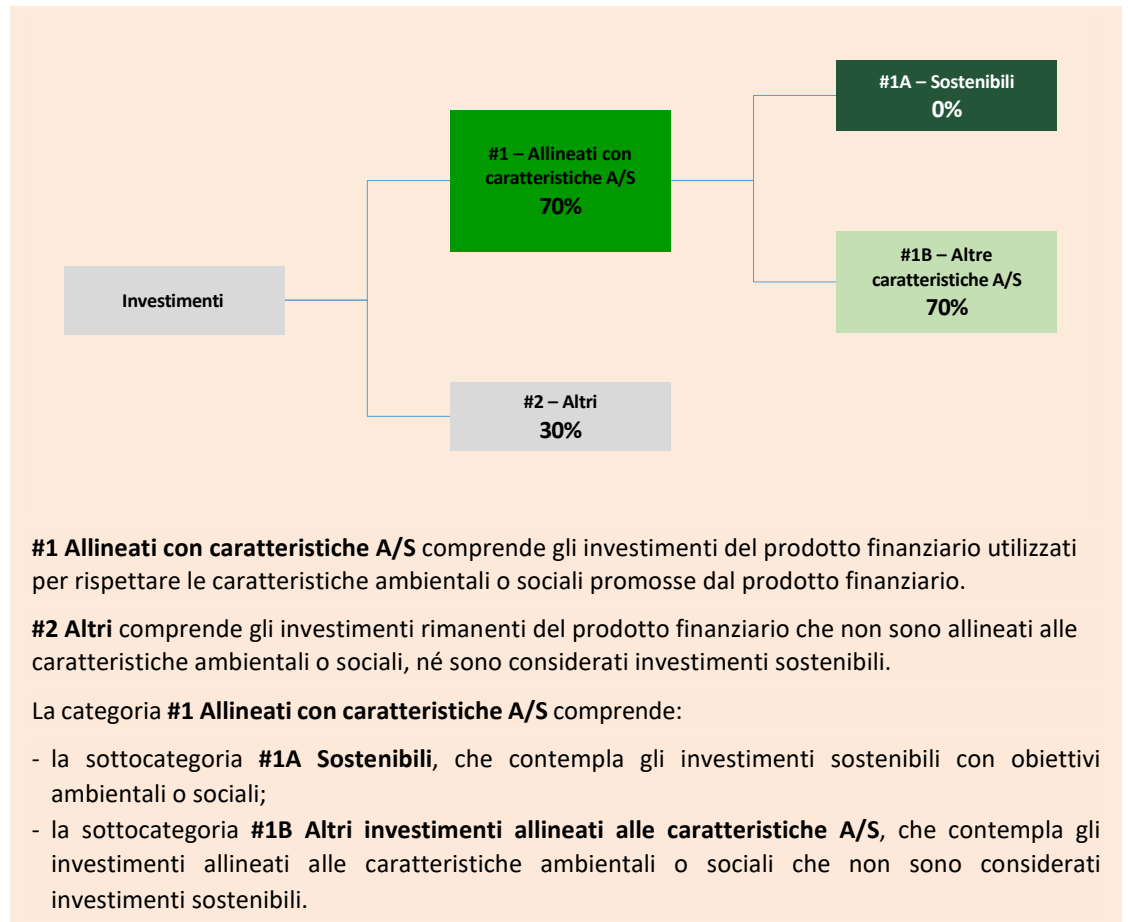 #1A – Sostenibili
0%
#1 – Allineati con
caratteristiche A/S
70%
#1B – Altre
caratteristiche A/S
70%
Investimenti
#2 – Altri
30%
#1 Allineati con caratteristiche A/S comprende gli investimenti del prodotto finanziario utilizzati
per rispettare le caratteristiche ambientali o sociali promosse dal prodotto finanziario.
#2 Altri comprende gli investimenti rimanenti del prodotto finanziario che non sono allineati alle
caratteristiche ambientali o sociali, né sono considerati investimenti sostenibili.
La categoria #1 Allineati con caratteristiche A/S comprende:
- la sottocategoria #1A Sostenibili, che contempla gli investimenti sostenibili con obiettivi
ambientali o sociali;
- la sottocategoria #1B Altri investimenti allineati alle caratteristiche A/S, che contempla gli
investimenti allineati alle caratteristiche ambientali o sociali che non sono considerati
investimenti sostenibili.